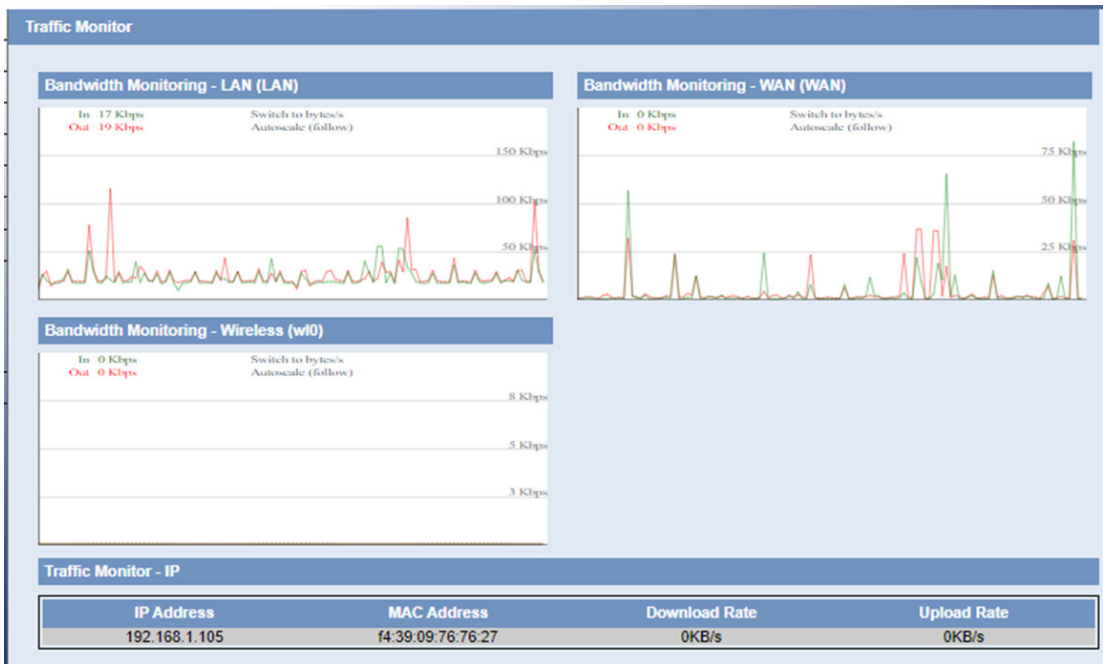 Traffic Monitor
Bandwidth Monitoring - LAN (LAN)
In 17 Kbps Switch to bytes/s
Out 19 Kbps Autoscale (follow)
150 Kbps
100 Kbps
50 Kbps
Bandwidth Monitoring - WAN (WAN)
In 0 Kbps Switch to bytes/s
Out 0 Kbps Autoscale (follow)
75 Kbps
50 Kbps
25 Kbps
Bandwidth Monitoring - Wireless (wl0)
In 0 Kbps Switch to bytes/s
Out 0 Kbps Autoscale (follow)
8 Kbps
5 Kbps
3 Kbps
Traffic Monitor - IP
IP Address MAC Address Download Rate Upload Rate
192.168.1.105 f4:39:09:76:76:27 0KB/s 0KB/s